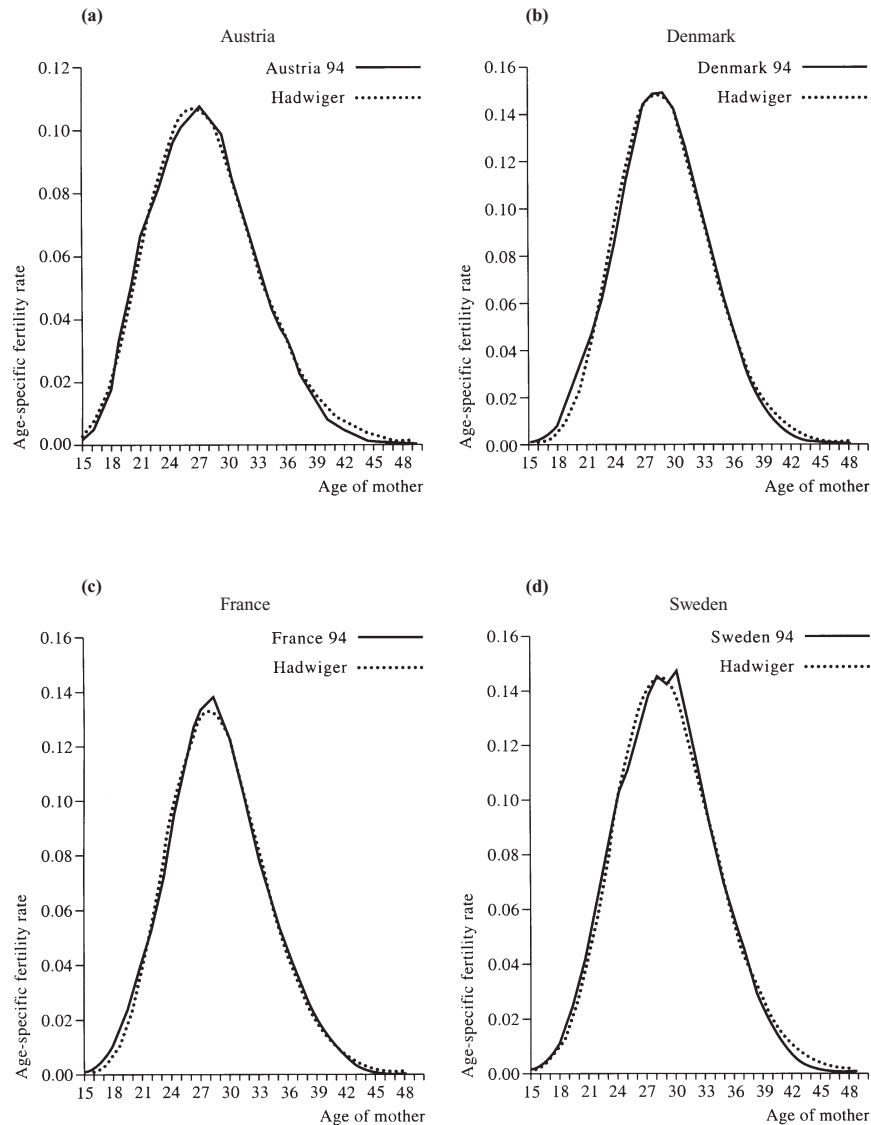 (a)
Austria
Austria 94
Hadwiger
0.12
0.10
0.08
0.06
0.04
0.02
0.00
Age-specific fertility rate
15 18 21 24 27 30 33 36 39 42 45 48
Age of mother
(b)
Denmark
Denmark 94
Hadwiger
0.16
0.14
0.12
0.10
0.08
0.06
0.04
0.02
0.00
Age-specific fertility rate
15 18 21 24 27 30 33 36 39 42 45 48
Age of mother
(c)
France
France 94
Hadwiger
0.16
0.14
0.12
0.10
0.08
0.06
0.04
0.02
0.00
Age-specific fertility rate
15 18 21 24 27 30 33 36 39 42 45 48
Age of mother
(d)
Sweden
Sweden 94
Hadwiger
0.16
0.14
0.12
0.10
0.08
0.06
0.04
0.02
0.00
Age-specific fertility rate
15 18 21 24 27 30 33 36 39 42 45 48
Age of mother